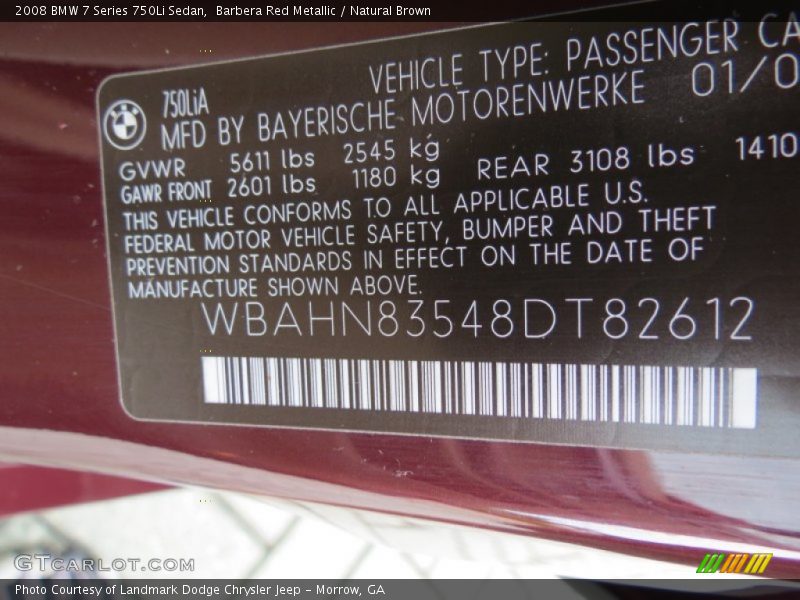 2008 BMW 7 Series 750Li Sedan, Barbera Red Metallic / Natural Brown
750LiA VEHICLE TYPE: PASSENGER CA
MFD BY BAYERISCHE MOTORENWERKE 01/0
GVWR 5611 lbs 2545 kg
GAWR FRONT 2601 lbs 1180 kg REAR 3108 lbs 1410
THIS VEHICLE CONFORMS TO ALL APPLICABLE U.S.
FEDERAL MOTOR VEHICLE SAFETY, BUMPER AND THEFT
PREVENTION STANDARDS IN EFFECT ON THE DATE OF
MANUFACTURE SHOWN ABOVE.
WBAHN83548DT82612
GTCARLOT.COM
Photo Courtesy of Landmark Dodge Chrysler Jeep - Morrow, GA